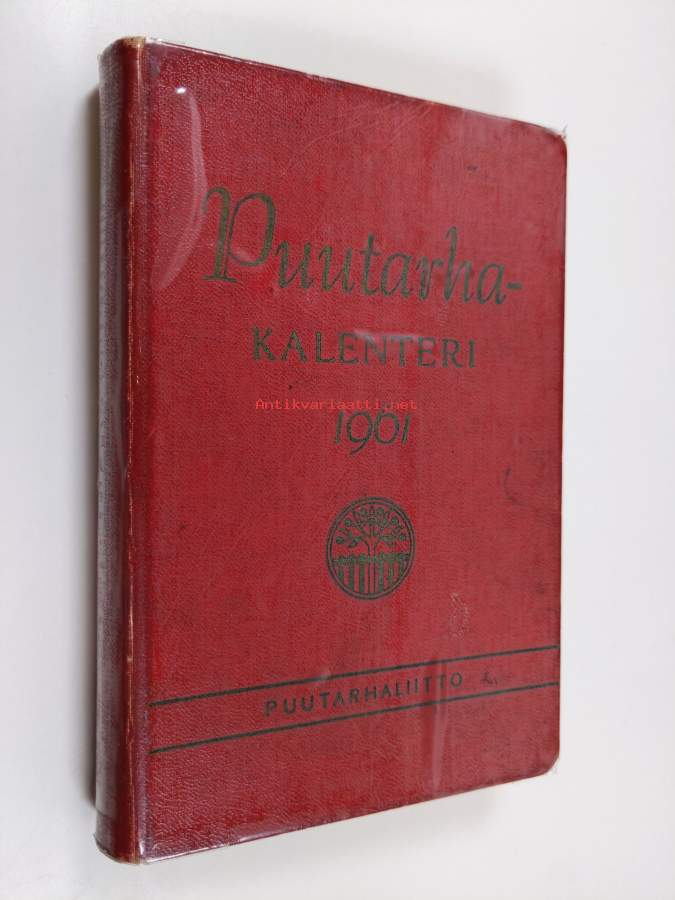 Puutarha-
KALENTERI
Antikvariaatti.net
1961
PUUTARHALIITTO